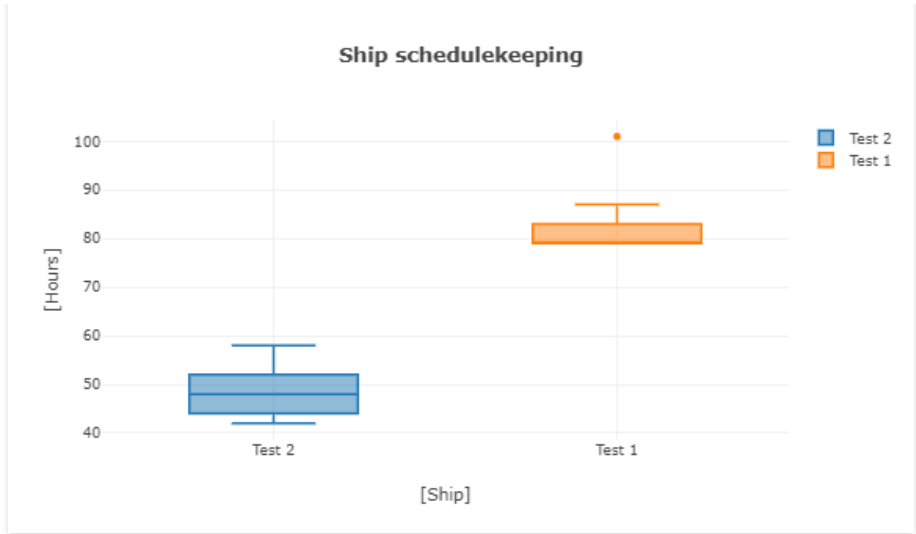 Ship schedulekeeping
Test 2
Test 1
100
90
80
70
60
50
40
[Hours]
Test 2
Test 1
[Ship]